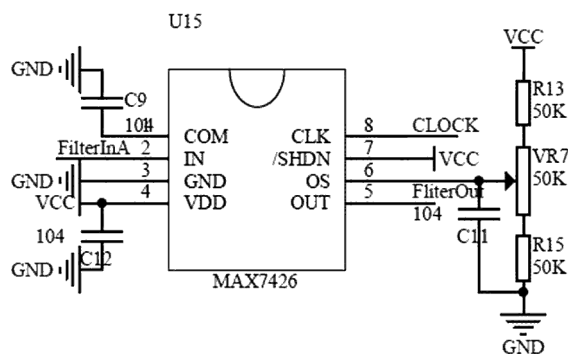 U15
VCC
GND
C9
104
1
COM
CLK
8
CLOCK
R13
50K
FilterInA
2
IN
/SHDN
7
VCC
VR7
50K
GND
3
GND
OS
6
VCC
4
VDD
OUT
5
FliterOut
104
C11
104
C12
R15
50K
GND
MAX7426
GND